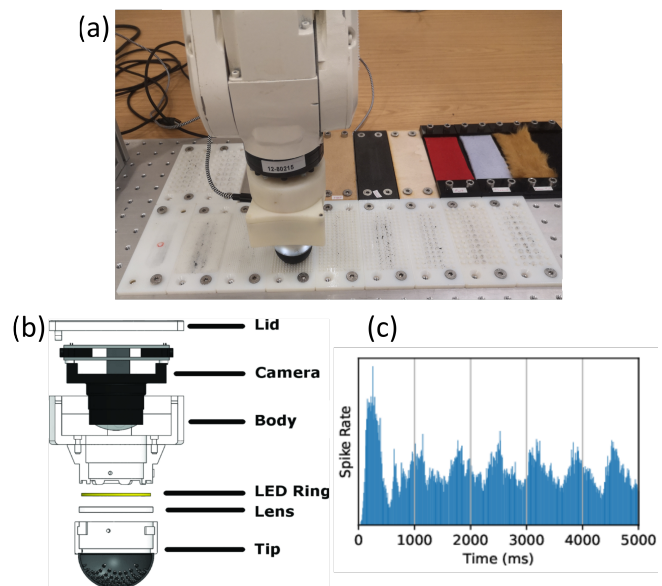 (a)
12-80215
(b)
Lid
Camera
Body
LED Ring
Lens
Tip
(c)
Spike Rate
0 1000 2000 3000 4000 5000
Time (ms)